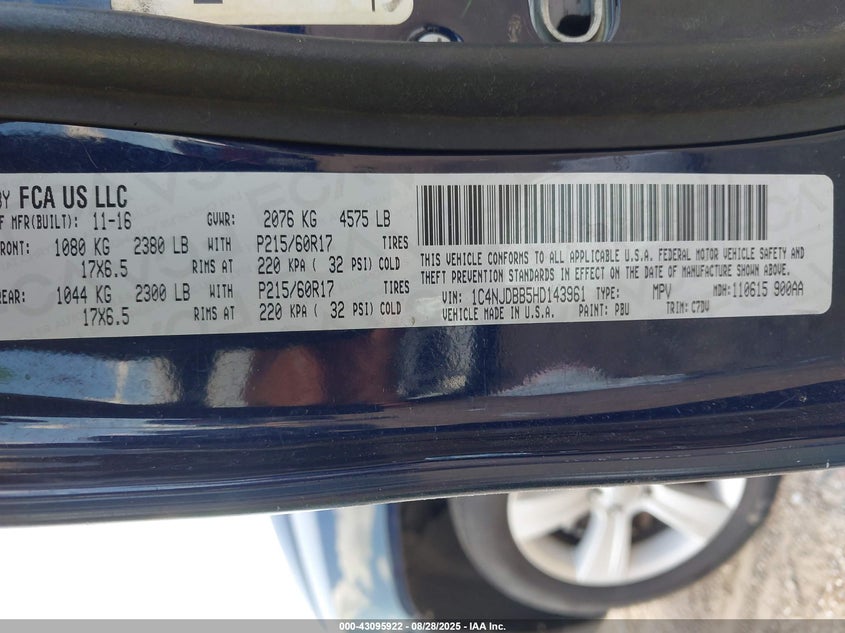 BY FCA US LLC
OF MFR(BUILT): 11-16 GVWR: 2076 KG 4575 LB
FRONT: 1080 KG 2380 LB WITH P215/60R17 TIRES
17X6.5 RIMS AT 220 KPA ( 32 PSI) COLD
REAR: 1044 KG 2300 LB WITH P215/60R17 TIRES
17X6.5 RIMS AT 220 KPA ( 32 PSI) COLD
THIS VEHICLE CONFORMS TO ALL APPLICABLE U.S.A. FEDERAL MOTOR VEHICLE SAFETY AND
THEFT PREVENTION STANDARDS IN EFFECT ON THE DATE OF MANUFACTURE SHOWN ABOVE.
VIN: 1C4NJDBB5HD143961 TYPE: MPV MDH: 110615 900AA
VEHICLE MADE IN U.S.A. PAINT: PBU TRIM: C7DV
000-43095922 - 08/28/2025 - IAA Inc.